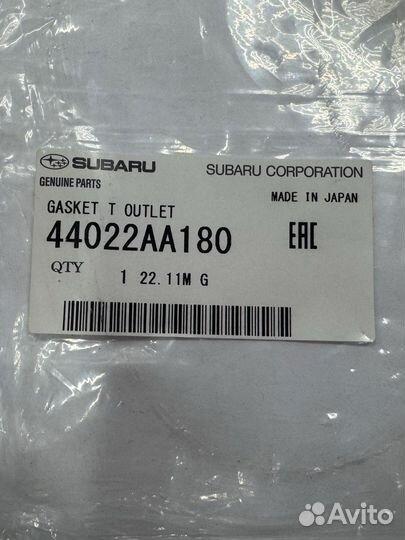 SUBARU SUBARU CORPORATION
GENUINE PARTS
MADE IN JAPAN
GASKET T OUTLET
44022AA180 EAC
QTY
1 22.11M G
Avito